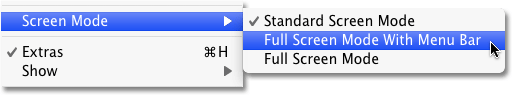 Screen Mode
✓ Extras ⌘H
Show
✓ Standard Screen Mode
Full Screen Mode With Menu Bar
Full Screen Mode